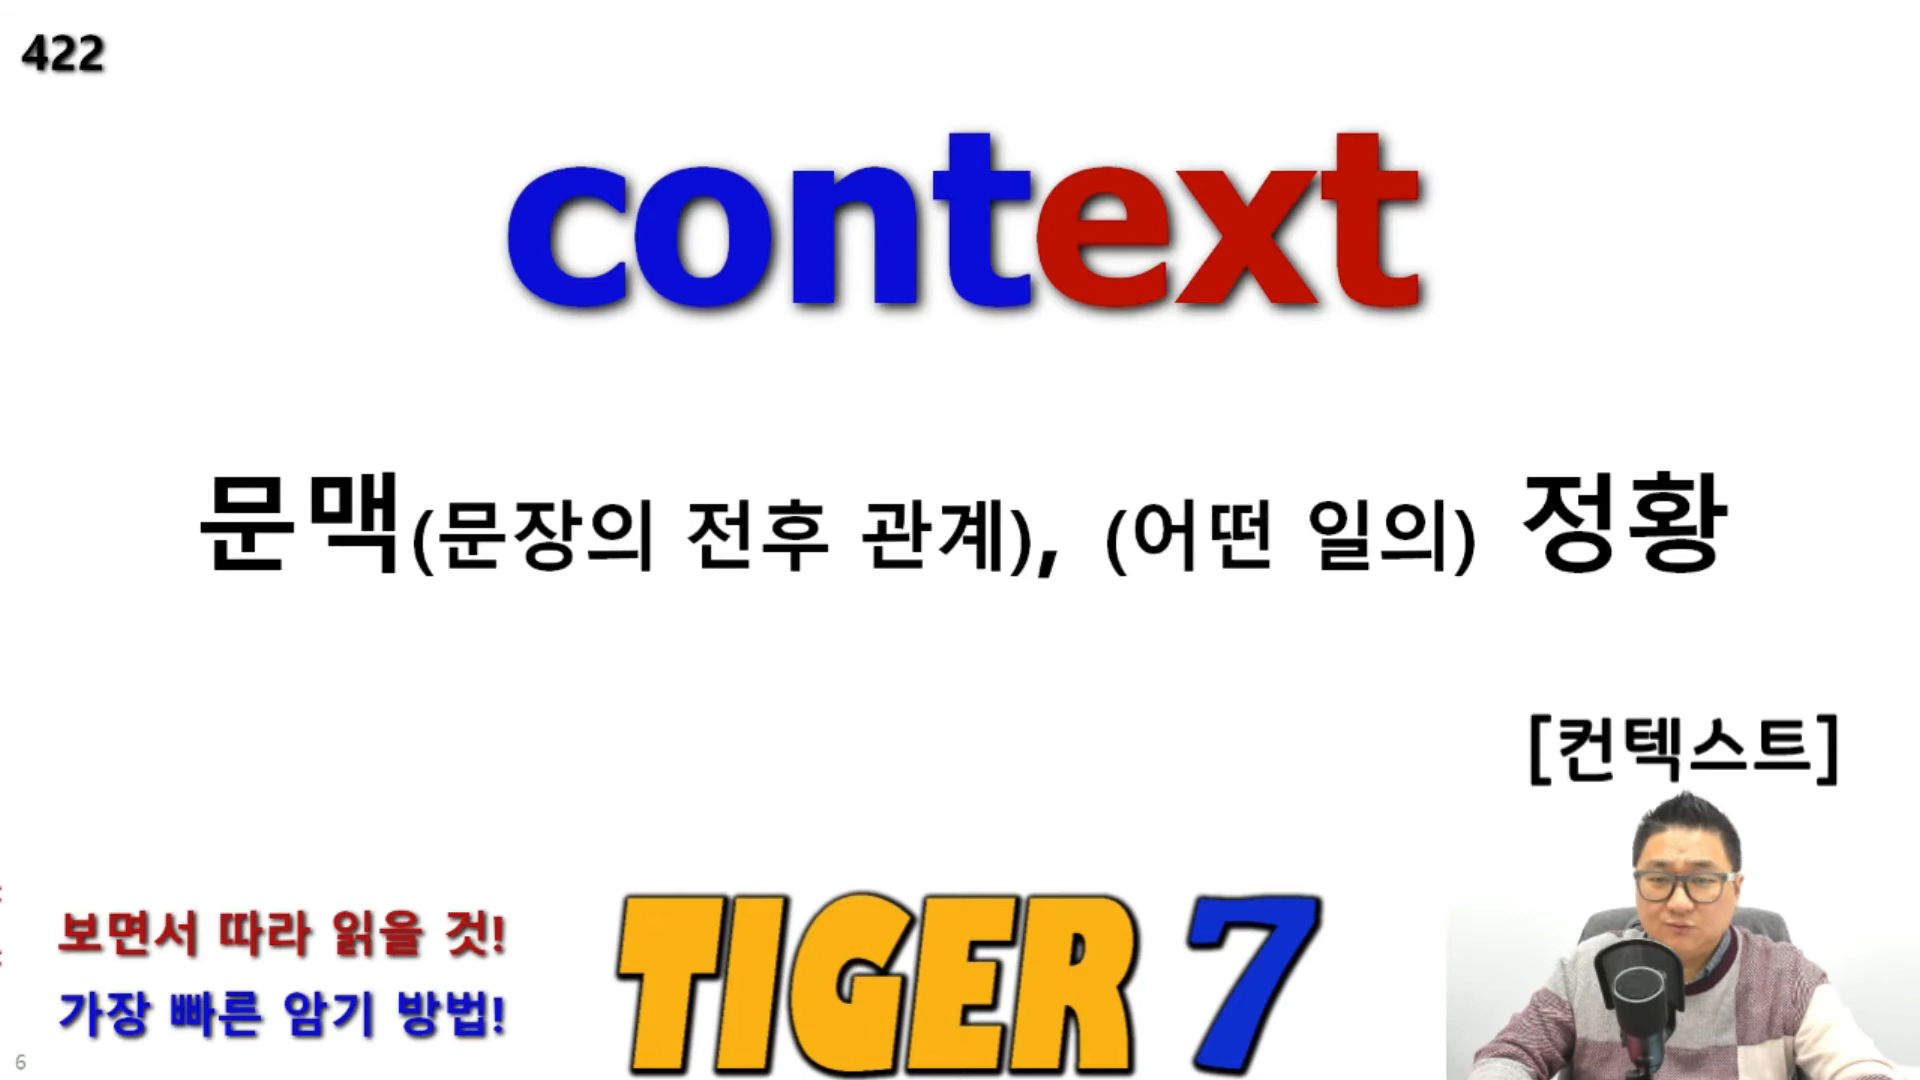 422
context
문맥(문장의 전후 관계), (어떤 일의) 정황
[컨텍스트]
보면서 따라 읽을 것!
가장 빠른 암기 방법!
TIGER 7
6